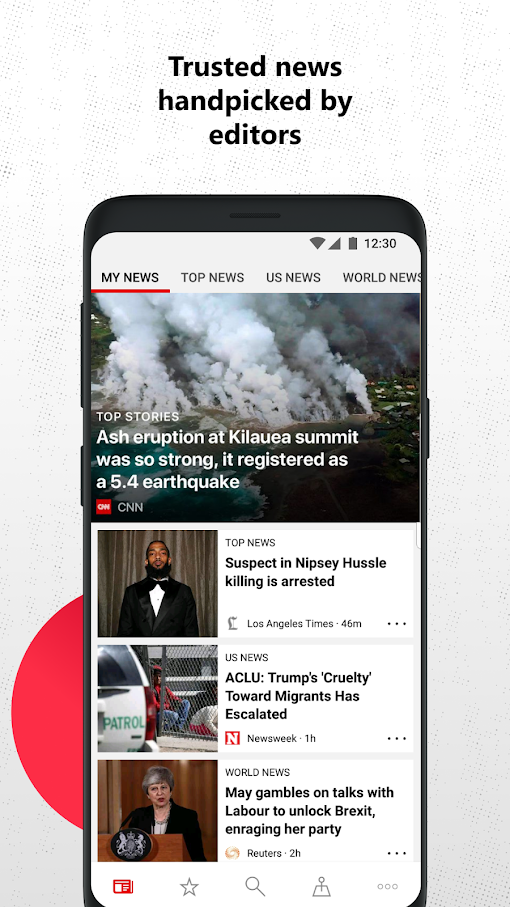 Trusted news
handpicked by
editors
12:30
MY NEWS TOP NEWS US NEWS WORLD NEWS
TOP STORIES
Ash eruption at Kilauea summit
was so strong, it registered as
a 5.4 earthquake
CNN CNN
TOP NEWS
Suspect in Nipsey Hussle
killing is arrested
Los Angeles Times · 46m
US NEWS
ACLU: Trump's 'Cruelty'
Toward Migrants Has
Escalated
PATROL
N Newsweek · 1h
WORLD NEWS
May gambles on talks with
Labour to unlock Brexit,
enraging her party
Reuters · 2h